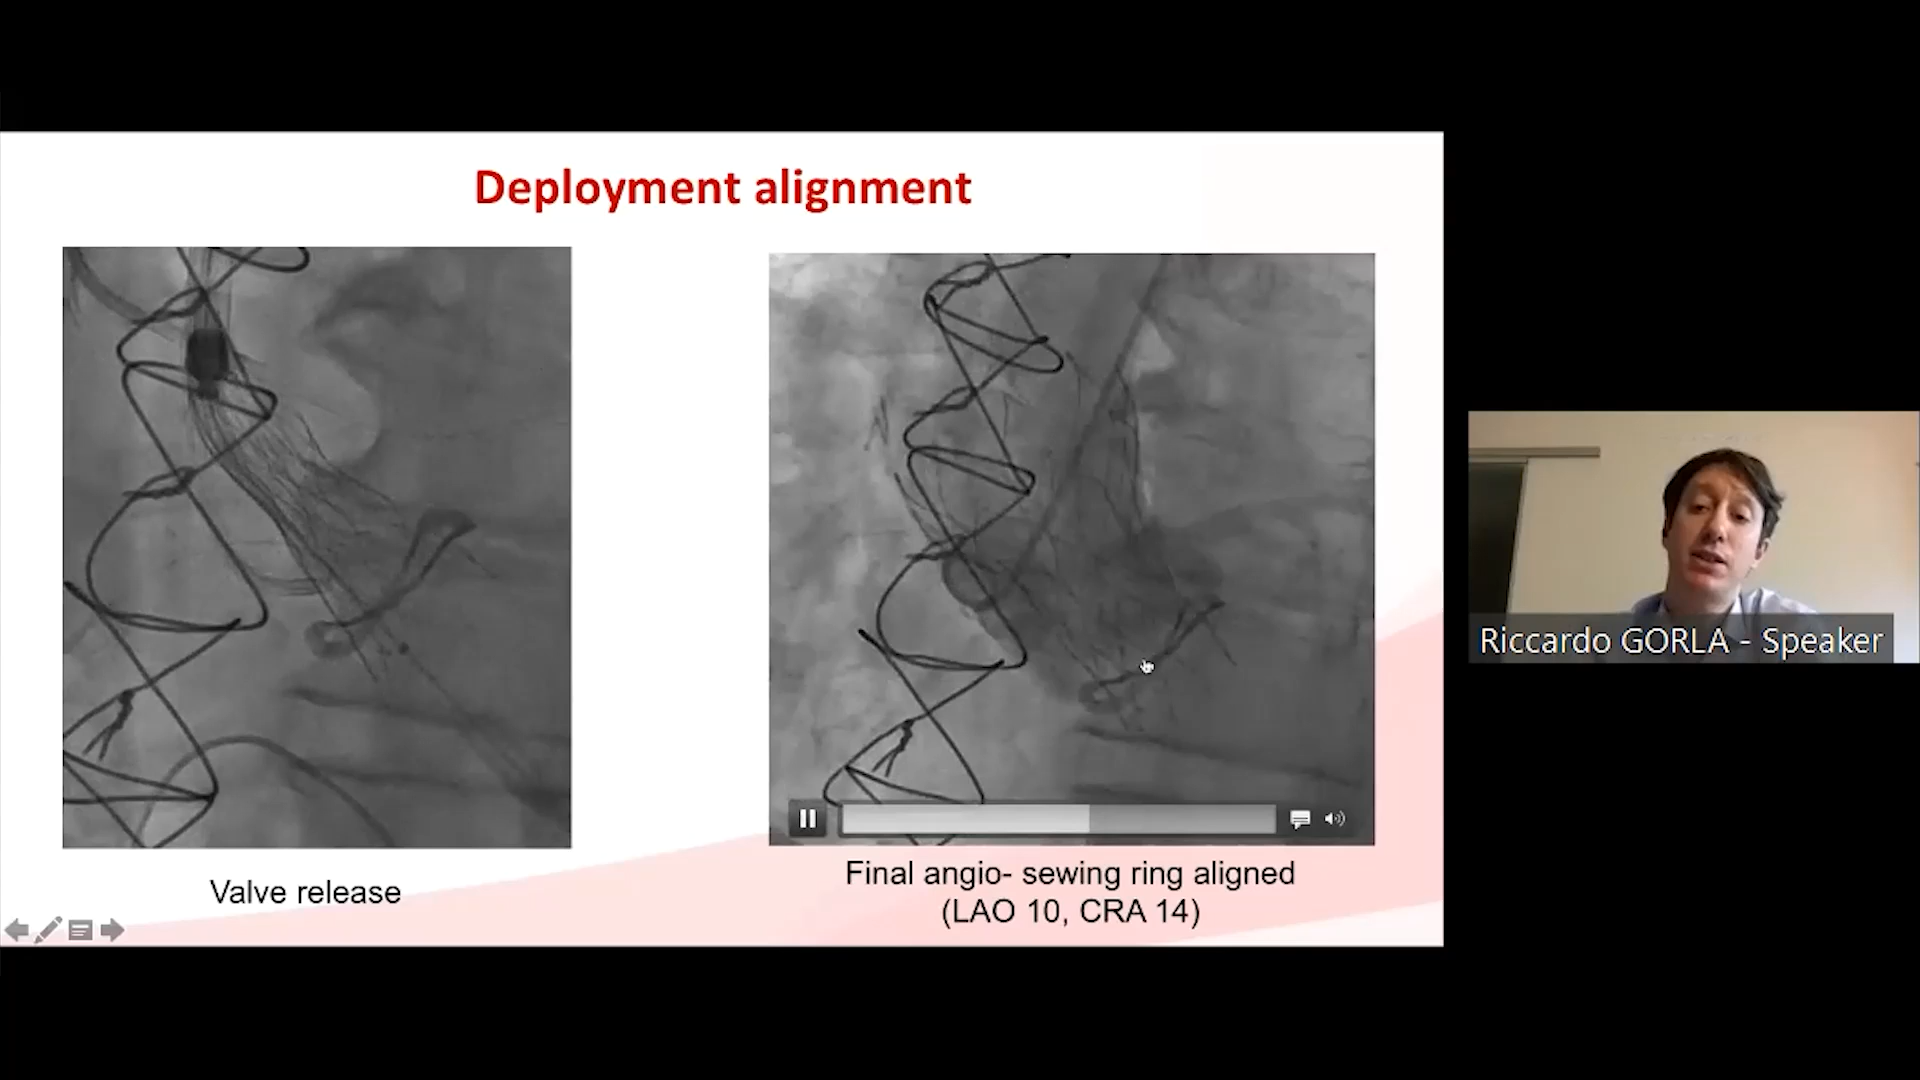 Deployment alignment
Valve release
Final angio- sewing ring aligned
(LAO 10, CRA 14)
Riccardo GORLA - Speaker